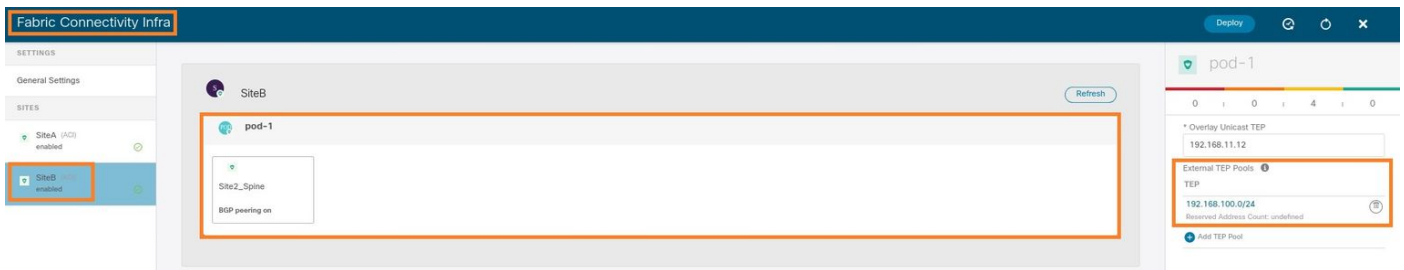 Fabric Connectivity Infra
Deploy
SETTINGS
General Settings
SITES
SiteA (ACI)
enabled
SiteB (ACI)
enabled
SiteB
Refresh
pod-1
Site2_Spine
BGP peering on
pod-1
0 0 4 0
* Overlay Unicast TEP
192.168.11.12
External TEP Pools
TEP
192.168.100.0/24
Reserved Address Count: undefined
Add TEP Pool